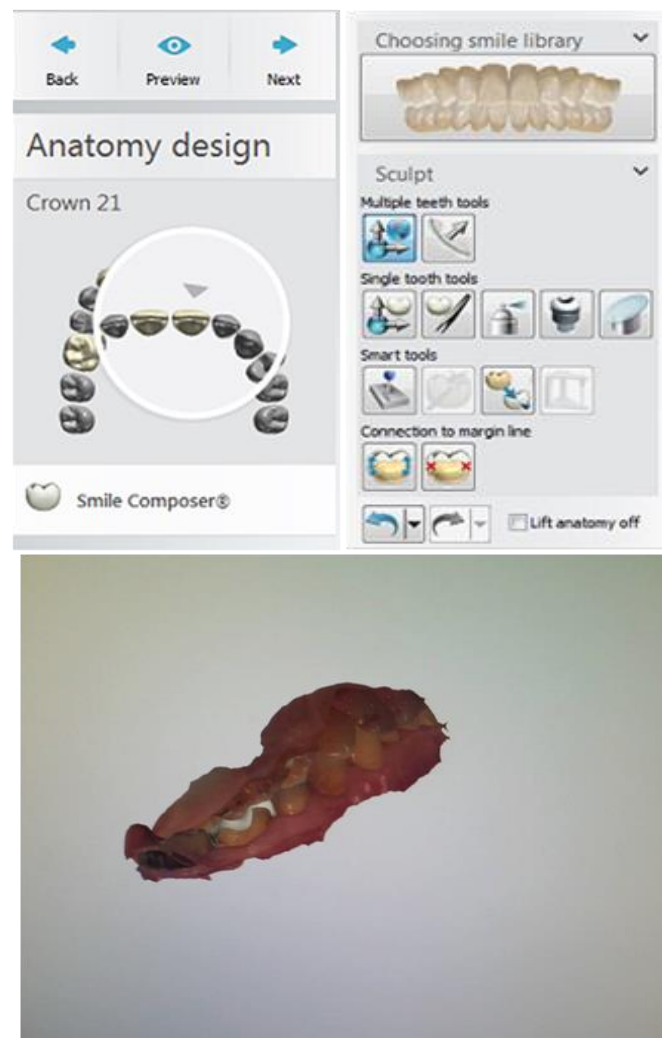 Back
Preview
Next
Anatomy design
Crown 21
Smile Composer®
Choosing smile library
Sculpt
Multiple teeth tools
Single tooth tools
Smart tools
Connection to margin line
Lift anatomy off